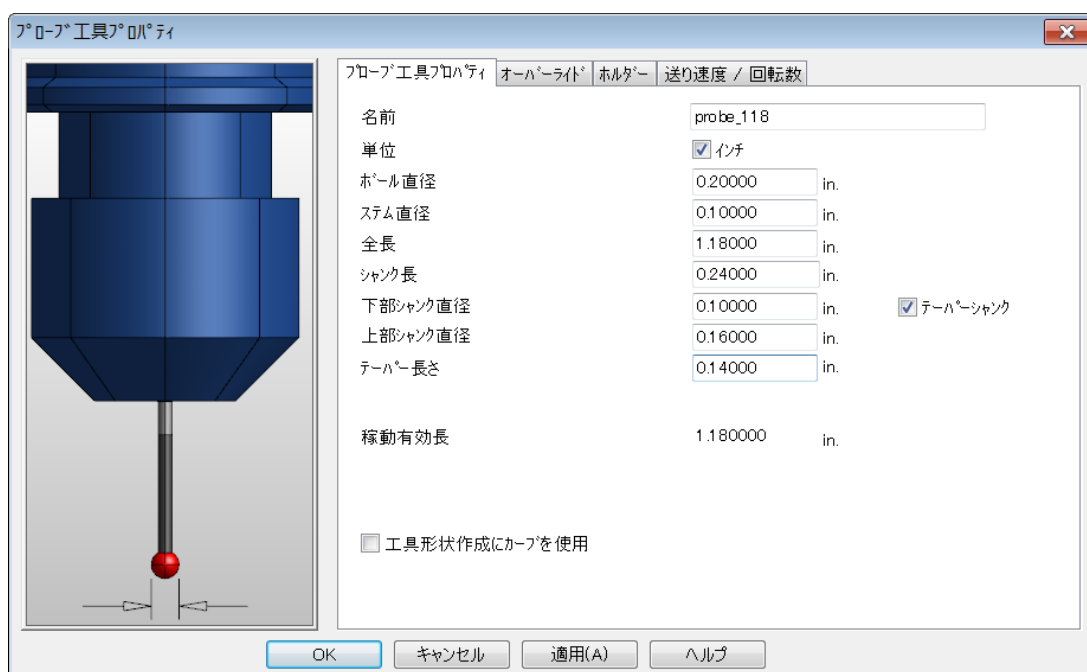 プローブ工具プロパティ
プローブ工具プロパティ オーバーライド ホルダー 送り速度 / 回転数
名前 probe_118
単位 インチ
ボール直径 0.20000 in.
ステム直径 0.10000 in.
全長 1.18000 in.
シャンク長 0.24000 in.
下部シャンク直径 0.10000 in. テーパーシャンク
上部シャンク直径 0.16000 in.
テーパー長さ 0.14000 in.
稼動有効長 1.180000 in.
工具形状作成にカーブを使用
OK キャンセル 適用(A) ヘルプ